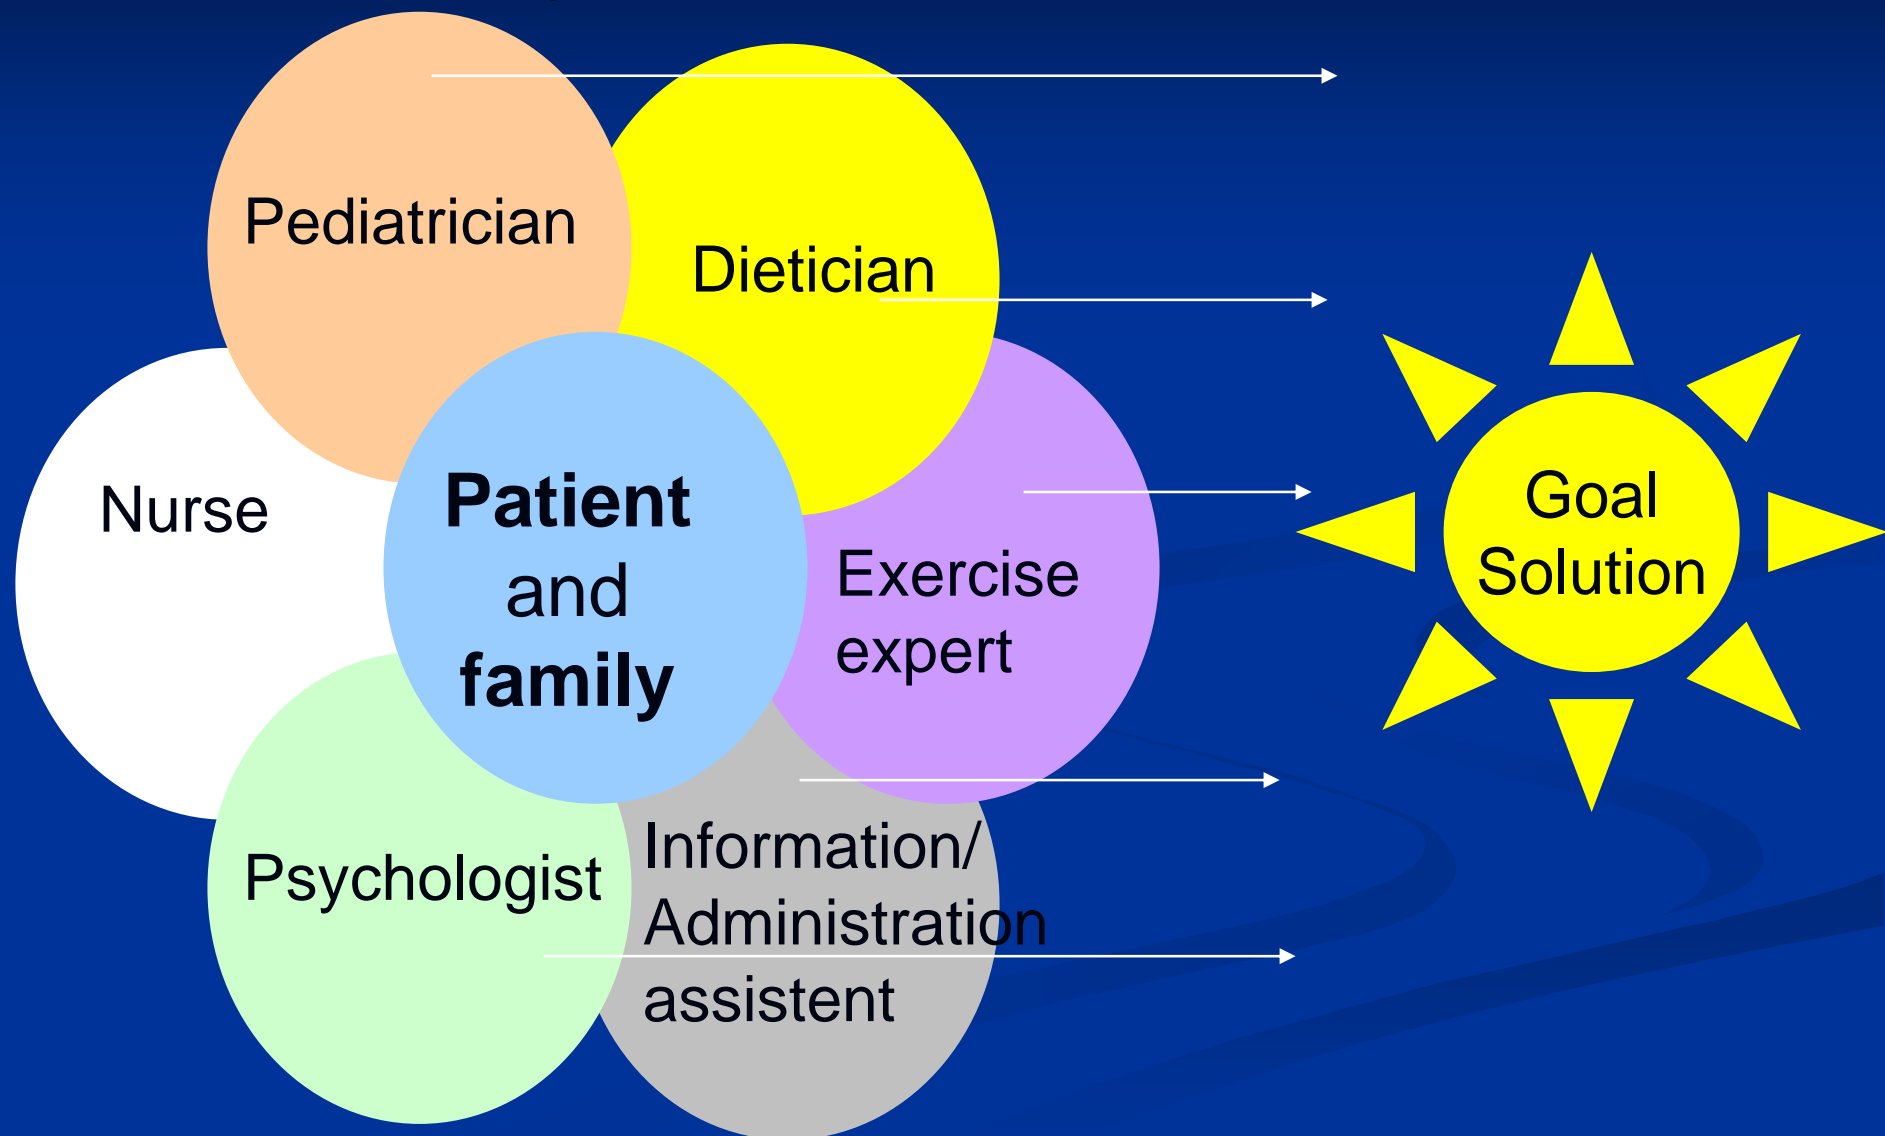 Pediatrician
Dietician
Nurse
Patient
and
family
Exercise
expert
Goal
Solution
Psychologist
Information/
Administration
assistent